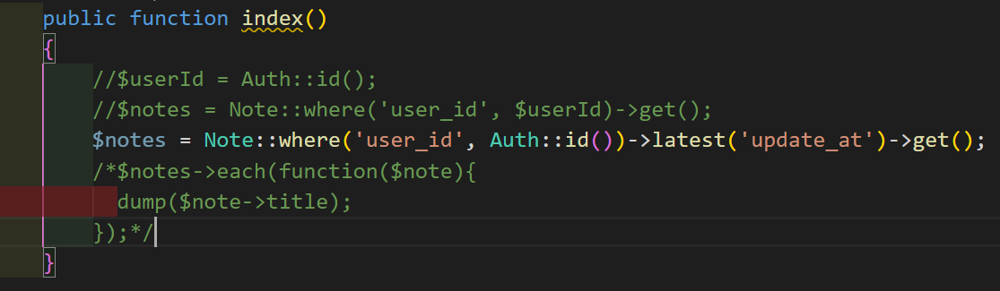 public function index()
{
//$userId = Auth::id();
//$notes = Note::where('user_id', $userId)->get();
$notes = Note::where('user_id', Auth::id())->latest('update_at')->get();
/*$notes->each(function($note){
dump($note->title);
});*/
}